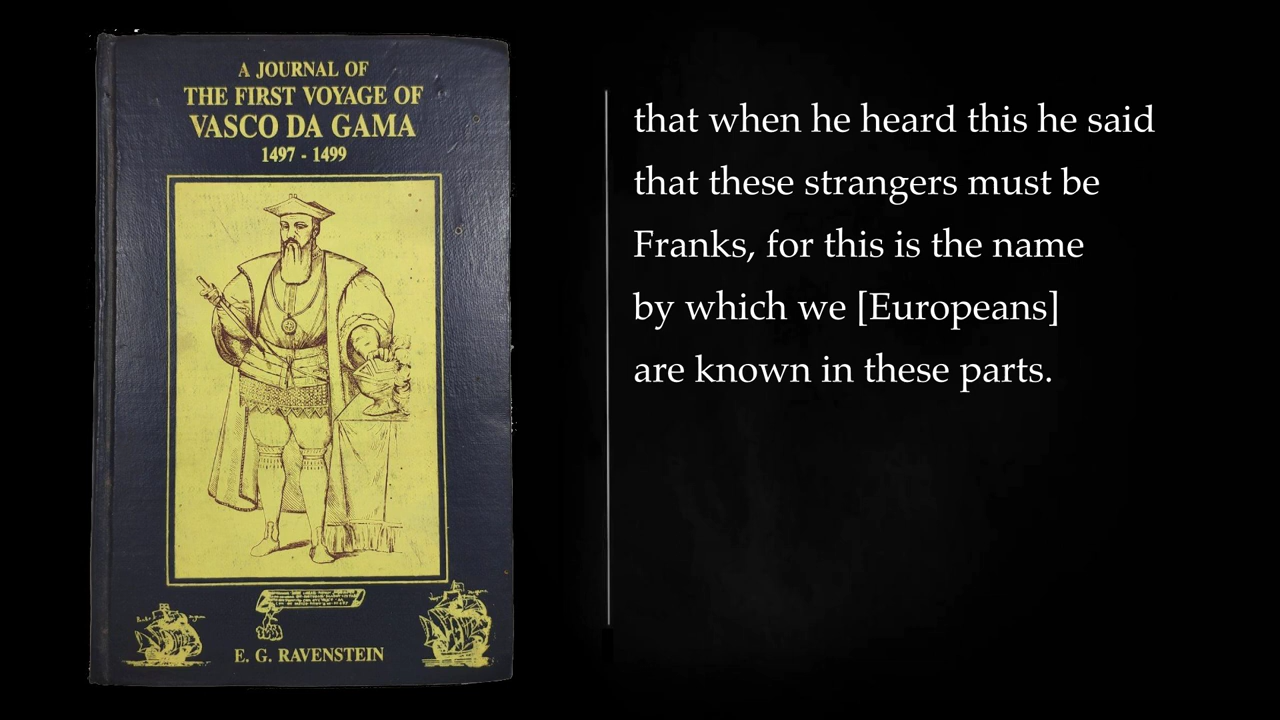 A JOURNAL OF
THE FIRST VOYAGE OF
VASCO DA GAMA
1497 - 1499
E. G. RAVENSTEIN
that when he heard this he said
that these strangers must be
Franks, for this is the name
by which we [Europeans]
are known in these parts.